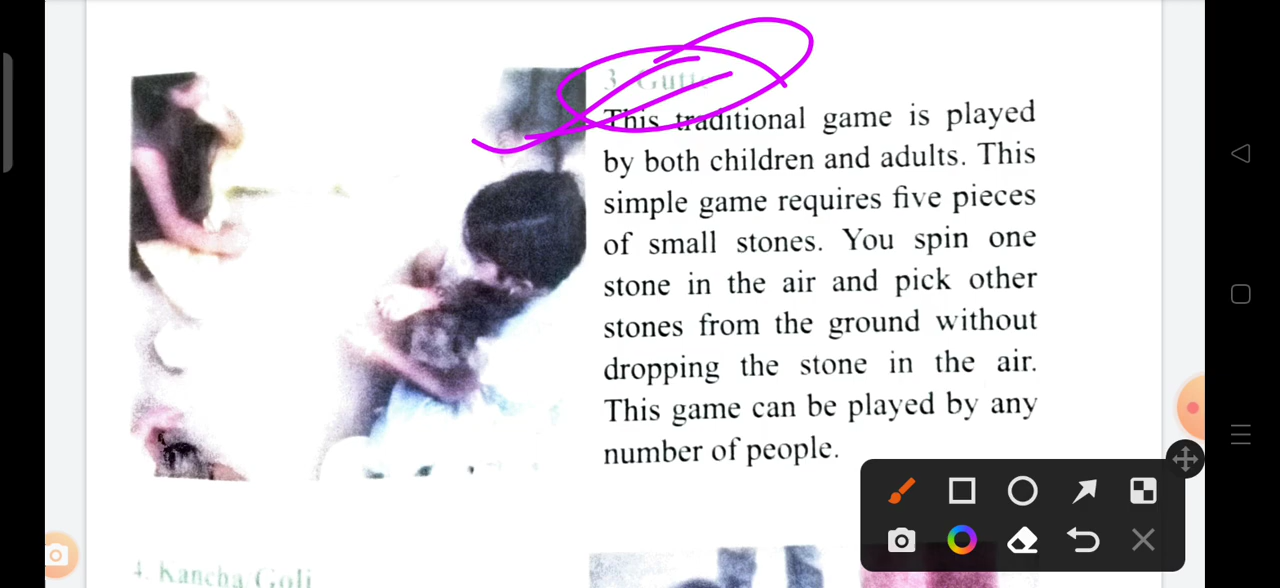 3. Gutti
This traditional game is played
by both children and adults. This
simple game requires five pieces
of small stones. You spin one
stone in the air and pick other
stones from the ground without
dropping the stone in the air.
This game can be played by any
number of people.
4. Kancha Goli